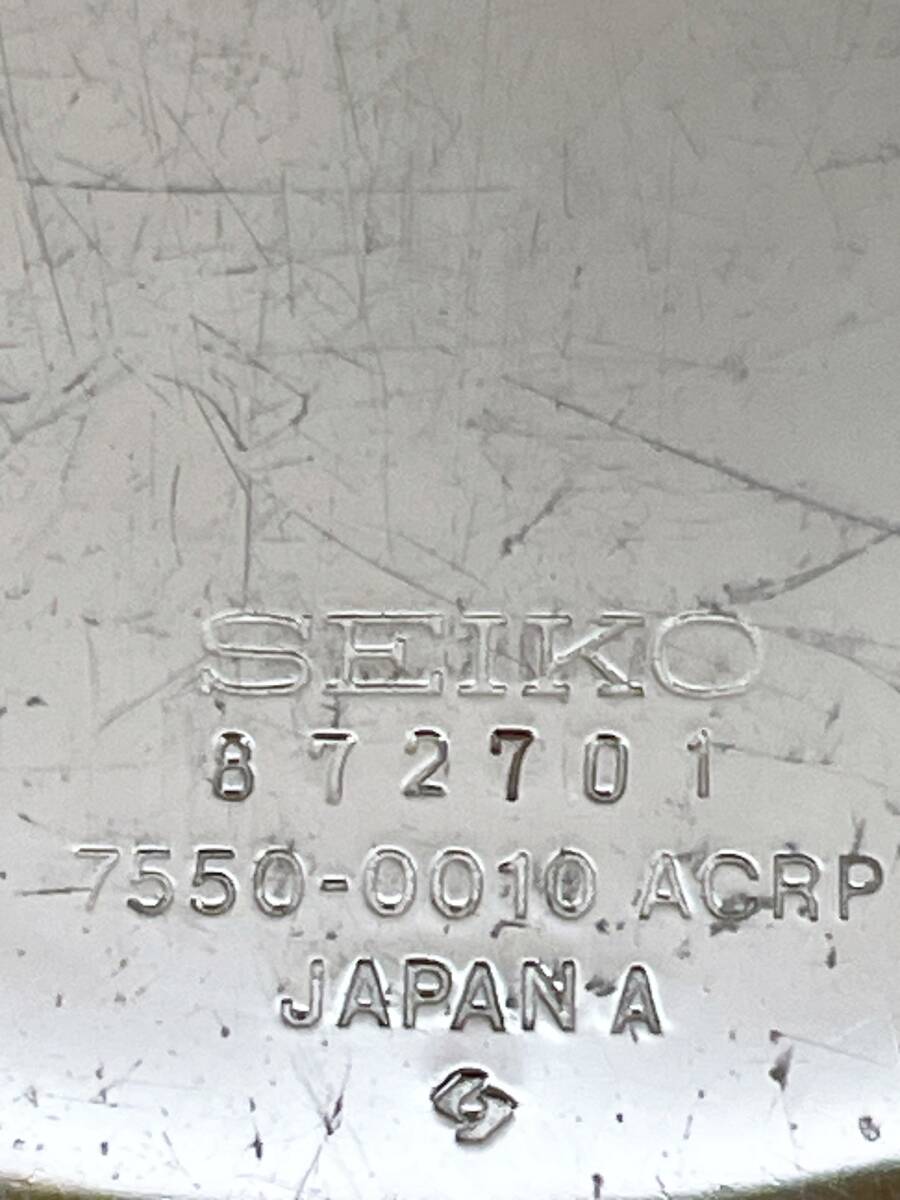 SEIKO
872701
7550-0010 ACRP
JAPAN A